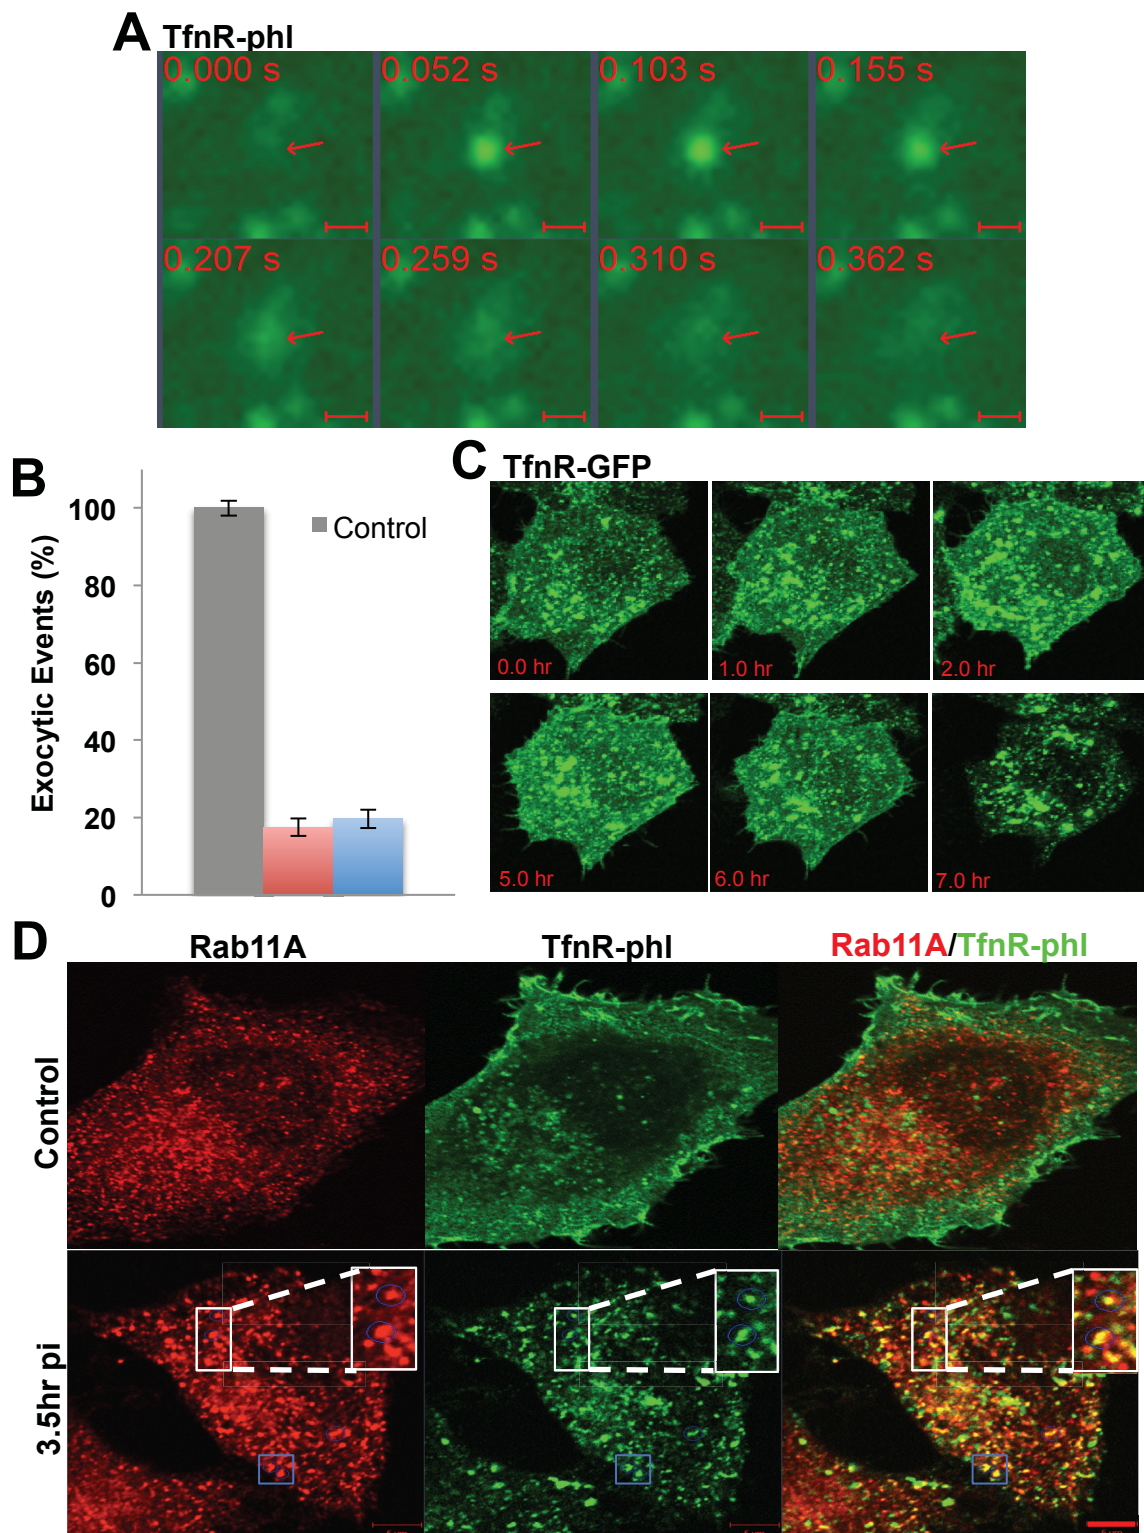 A TfnR-phl
0.000 s 0.052 s 0.103 s 0.155 s
0.207 s 0.259 s 0.310 s 0.362 s
B
Exocytic Events (%)
100
80
60
40
20
0
Control
C TfnR-GFP
0.0 hr 1.0 hr 2.0 hr
5.0 hr 6.0 hr 7.0 hr
D Rab11A TfnR-phl Rab11A/TfnR-phl
Control
3.5hr pi